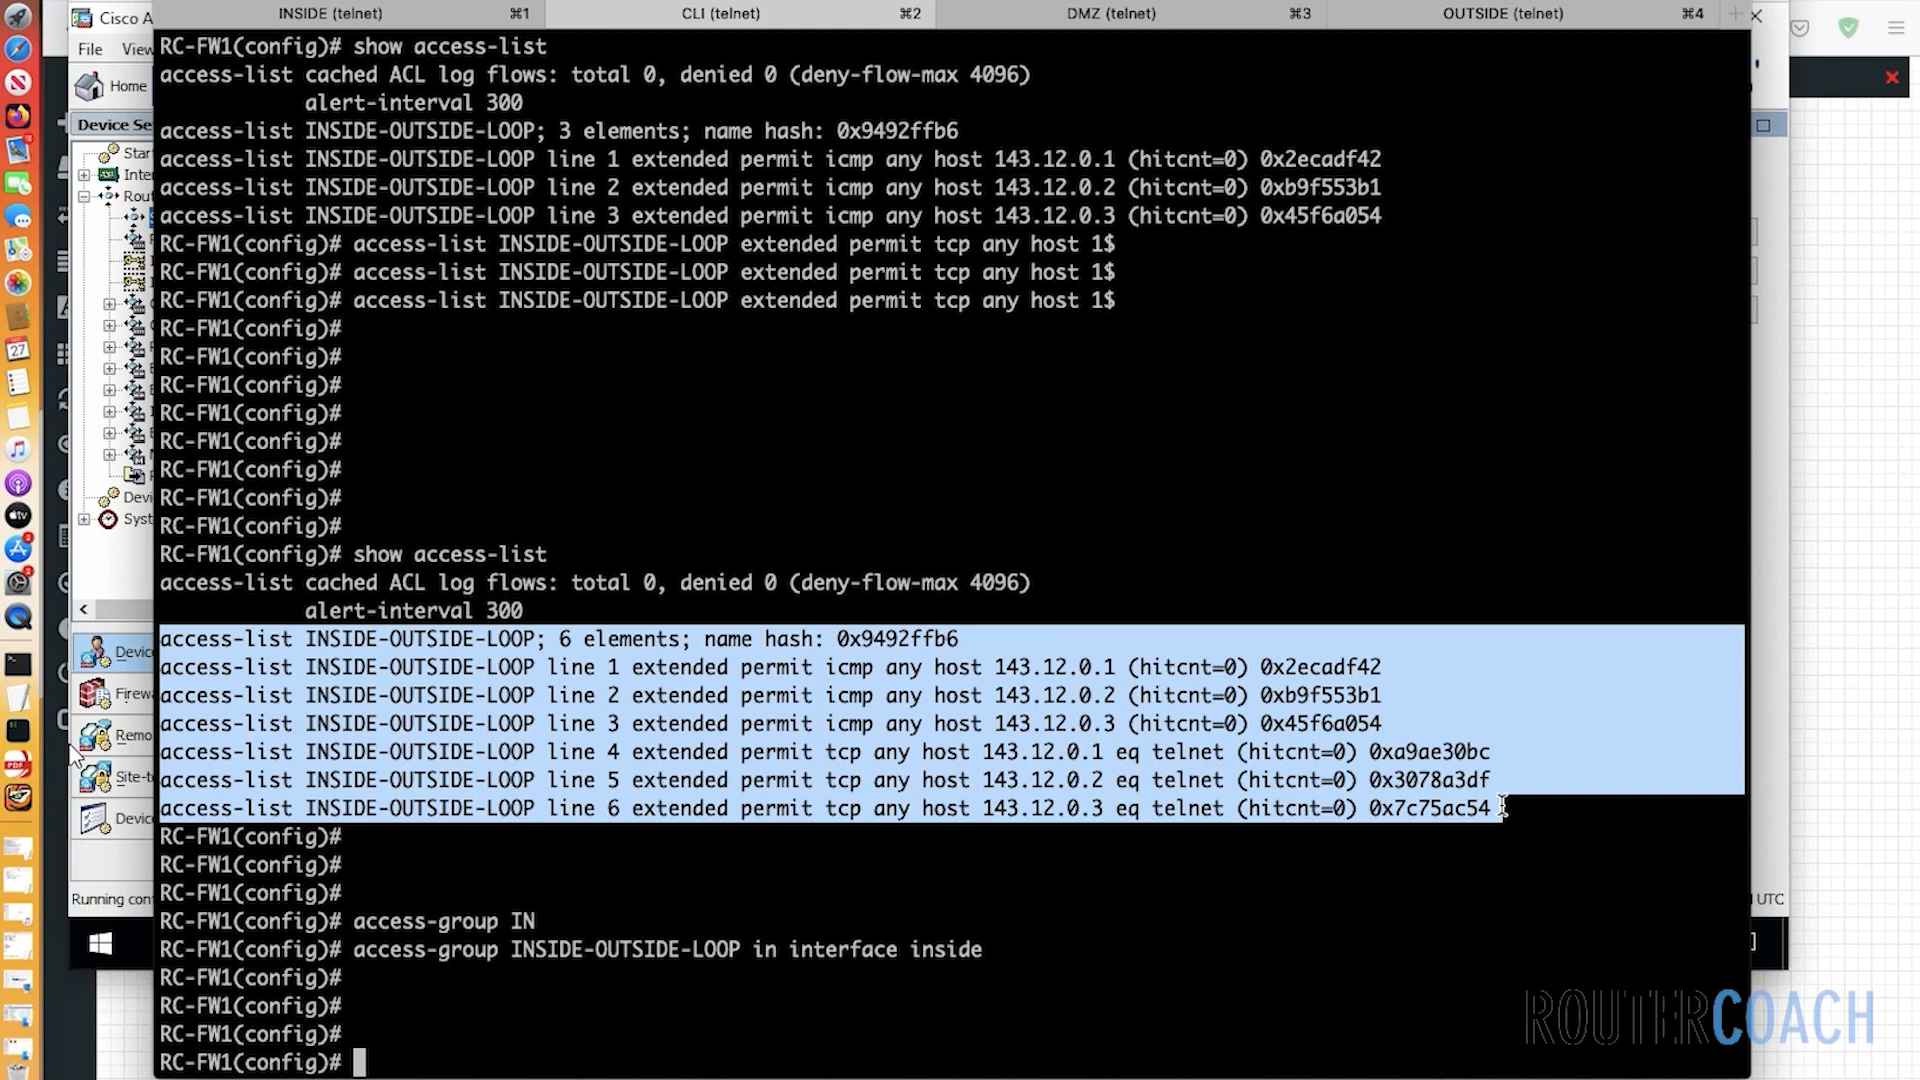 INSIDE (telnet) ⌘1 CLI (telnet) ⌘2 DMZ (telnet) ⌘3 OUTSIDE (telnet) ⌘4
Cisco A
File View
Home
Device Se
Star
Inter
Rout
Devi
Syst
Devic
Firewa
Remo
Site-t
Devic
Running con
RC-FW1(config)# show access-list
access-list cached ACL log flows: total 0, denied 0 (deny-flow-max 4096)
alert-interval 300
access-list INSIDE-OUTSIDE-LOOP; 3 elements; name hash: 0x9492ffb6
access-list INSIDE-OUTSIDE-LOOP line 1 extended permit icmp any host 143.12.0.1 (hitcnt=0) 0x2ecadf42
access-list INSIDE-OUTSIDE-LOOP line 2 extended permit icmp any host 143.12.0.2 (hitcnt=0) 0xb9f553b1
access-list INSIDE-OUTSIDE-LOOP line 3 extended permit icmp any host 143.12.0.3 (hitcnt=0) 0x45f6a054
RC-FW1(config)# access-list INSIDE-OUTSIDE-LOOP extended permit tcp any host 1$
RC-FW1(config)# access-list INSIDE-OUTSIDE-LOOP extended permit tcp any host 1$
RC-FW1(config)# access-list INSIDE-OUTSIDE-LOOP extended permit tcp any host 1$
RC-FW1(config)#
RC-FW1(config)#
RC-FW1(config)#
RC-FW1(config)#
RC-FW1(config)#
RC-FW1(config)#
RC-FW1(config)#
RC-FW1(config)#
RC-FW1(config)# show access-list
access-list cached ACL log flows: total 0, denied 0 (deny-flow-max 4096)
alert-interval 300
access-list INSIDE-OUTSIDE-LOOP; 6 elements; name hash: 0x9492ffb6
access-list INSIDE-OUTSIDE-LOOP line 1 extended permit icmp any host 143.12.0.1 (hitcnt=0) 0x2ecadf42
access-list INSIDE-OUTSIDE-LOOP line 2 extended permit icmp any host 143.12.0.2 (hitcnt=0) 0xb9f553b1
access-list INSIDE-OUTSIDE-LOOP line 3 extended permit icmp any host 143.12.0.3 (hitcnt=0) 0x45f6a054
access-list INSIDE-OUTSIDE-LOOP line 4 extended permit tcp any host 143.12.0.1 eq telnet (hitcnt=0) 0xa9ae30bc
access-list INSIDE-OUTSIDE-LOOP line 5 extended permit tcp any host 143.12.0.2 eq telnet (hitcnt=0) 0x3078a3df
access-list INSIDE-OUTSIDE-LOOP line 6 extended permit tcp any host 143.12.0.3 eq telnet (hitcnt=0) 0x7c75ac54
RC-FW1(config)#
RC-FW1(config)#
RC-FW1(config)#
RC-FW1(config)# access-group IN
RC-FW1(config)# access-group INSIDE-OUTSIDE-LOOP in interface inside
RC-FW1(config)#
RC-FW1(config)#
RC-FW1(config)#
RC-FW1(config)#
UTC
ROUTERCOACH
27
tv
PDF